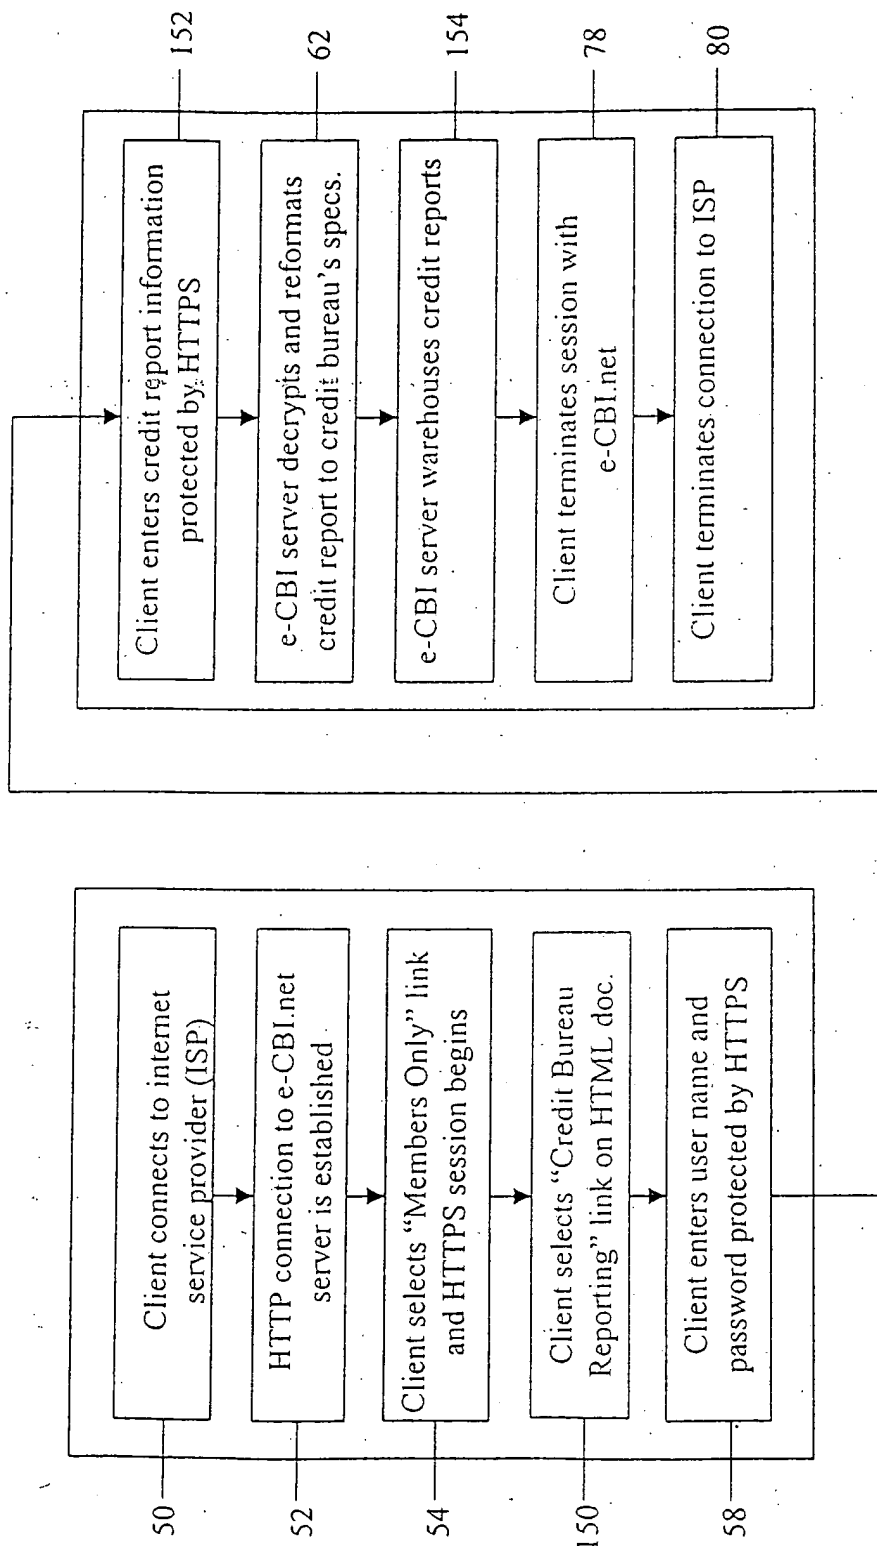 50
Client connects to internet
service provider (ISP)
52
HTTP connection to e-CBI.net
server is established
54
Client selects “Members Only” link
and HTTPS session begins
150
Client selects “Credit Bureau
Reporting” link on HTML doc.
58
Client enters user name and
password protected by HTTPS
Client enters credit report information
protected by HTTPS
152
e-CBI server decrypts and reformats
credit report to credit bureau’s specs.
62
e-CBI server warehouses credit reports
154
Client terminates session with
e-CBI.net
78
Client terminates connection to ISP
80